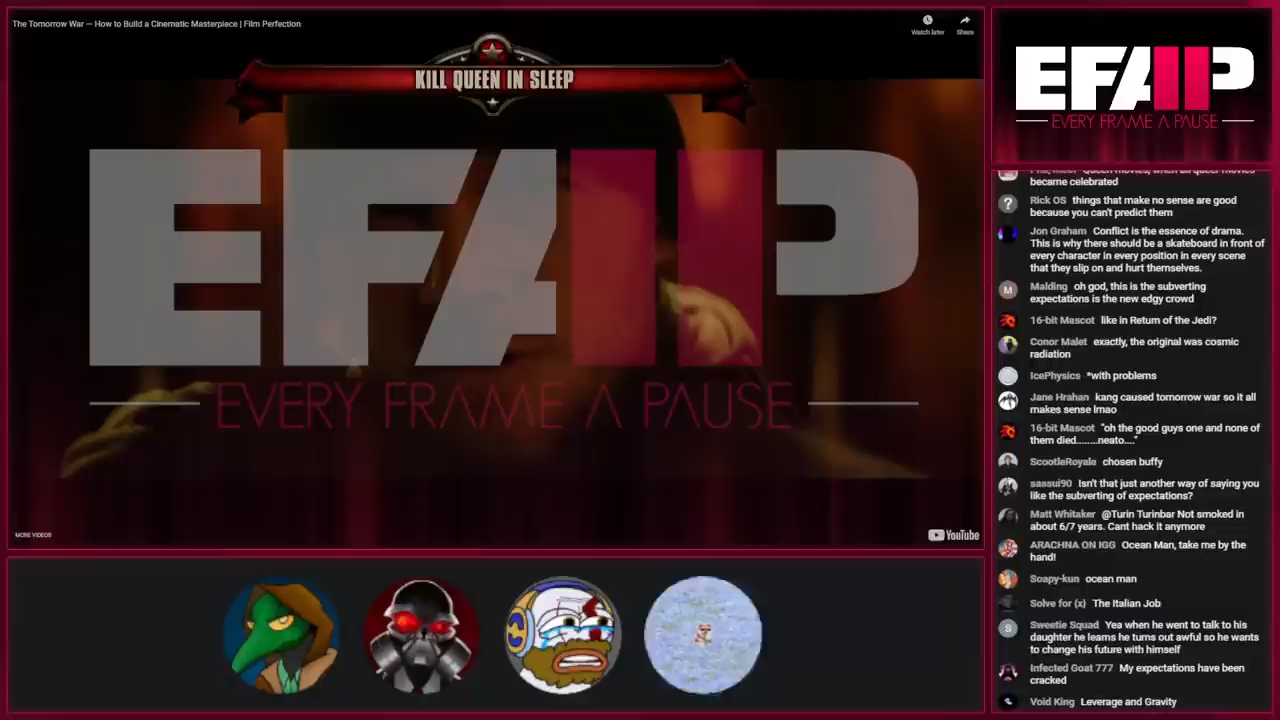 The Tomorrow War — How to Build a Cinematic Masterpiece | Film Perfection
Watch later
Share
KILL QUEEN IN SLEEP
EFAP
EVERY FRAME A PAUSE
MORE VIDEOS
YouTube
EFAP
EVERY FRAME A PAUSE
became celebrated
Rick OS things that make no sense are good
because you can't predict them
Jon Graham Conflict is the essence of drama.
This is why there should be a skateboard in front of
every character in every position in every scene
that they slip on and hurt themselves.
Malding oh god, this is the subverting
expectations is the new edgy crowd
16-bit Mascot like in Return of the Jedi?
Conor Malet exactly, the original was cosmic
radiation
IcePhysics *with problems
Jane Hrahan kang caused tomorrow war so it all
makes sense lmao
16-bit Mascot "oh the good guys one and none of
them died........neato...."
ScootleRoyale chosen buffy
sassui90 Isn't that just another way of saying you
like the subverting of expectations?
Matt Whitaker @Turin Turinbar Not smoked in
about 6/7 years. Cant hack it anymore
ARACHNA ON IGG Ocean Man, take me by the
hand!
Soapy-kun ocean man
Solve for (x) The Italian Job
Sweetie Squad Yea when he went to talk to his
daughter he learns he turns out awful so he wants
to change his future with himself
Infected Goat 777 My expectations have been
cracked
Void King Leverage and Gravity